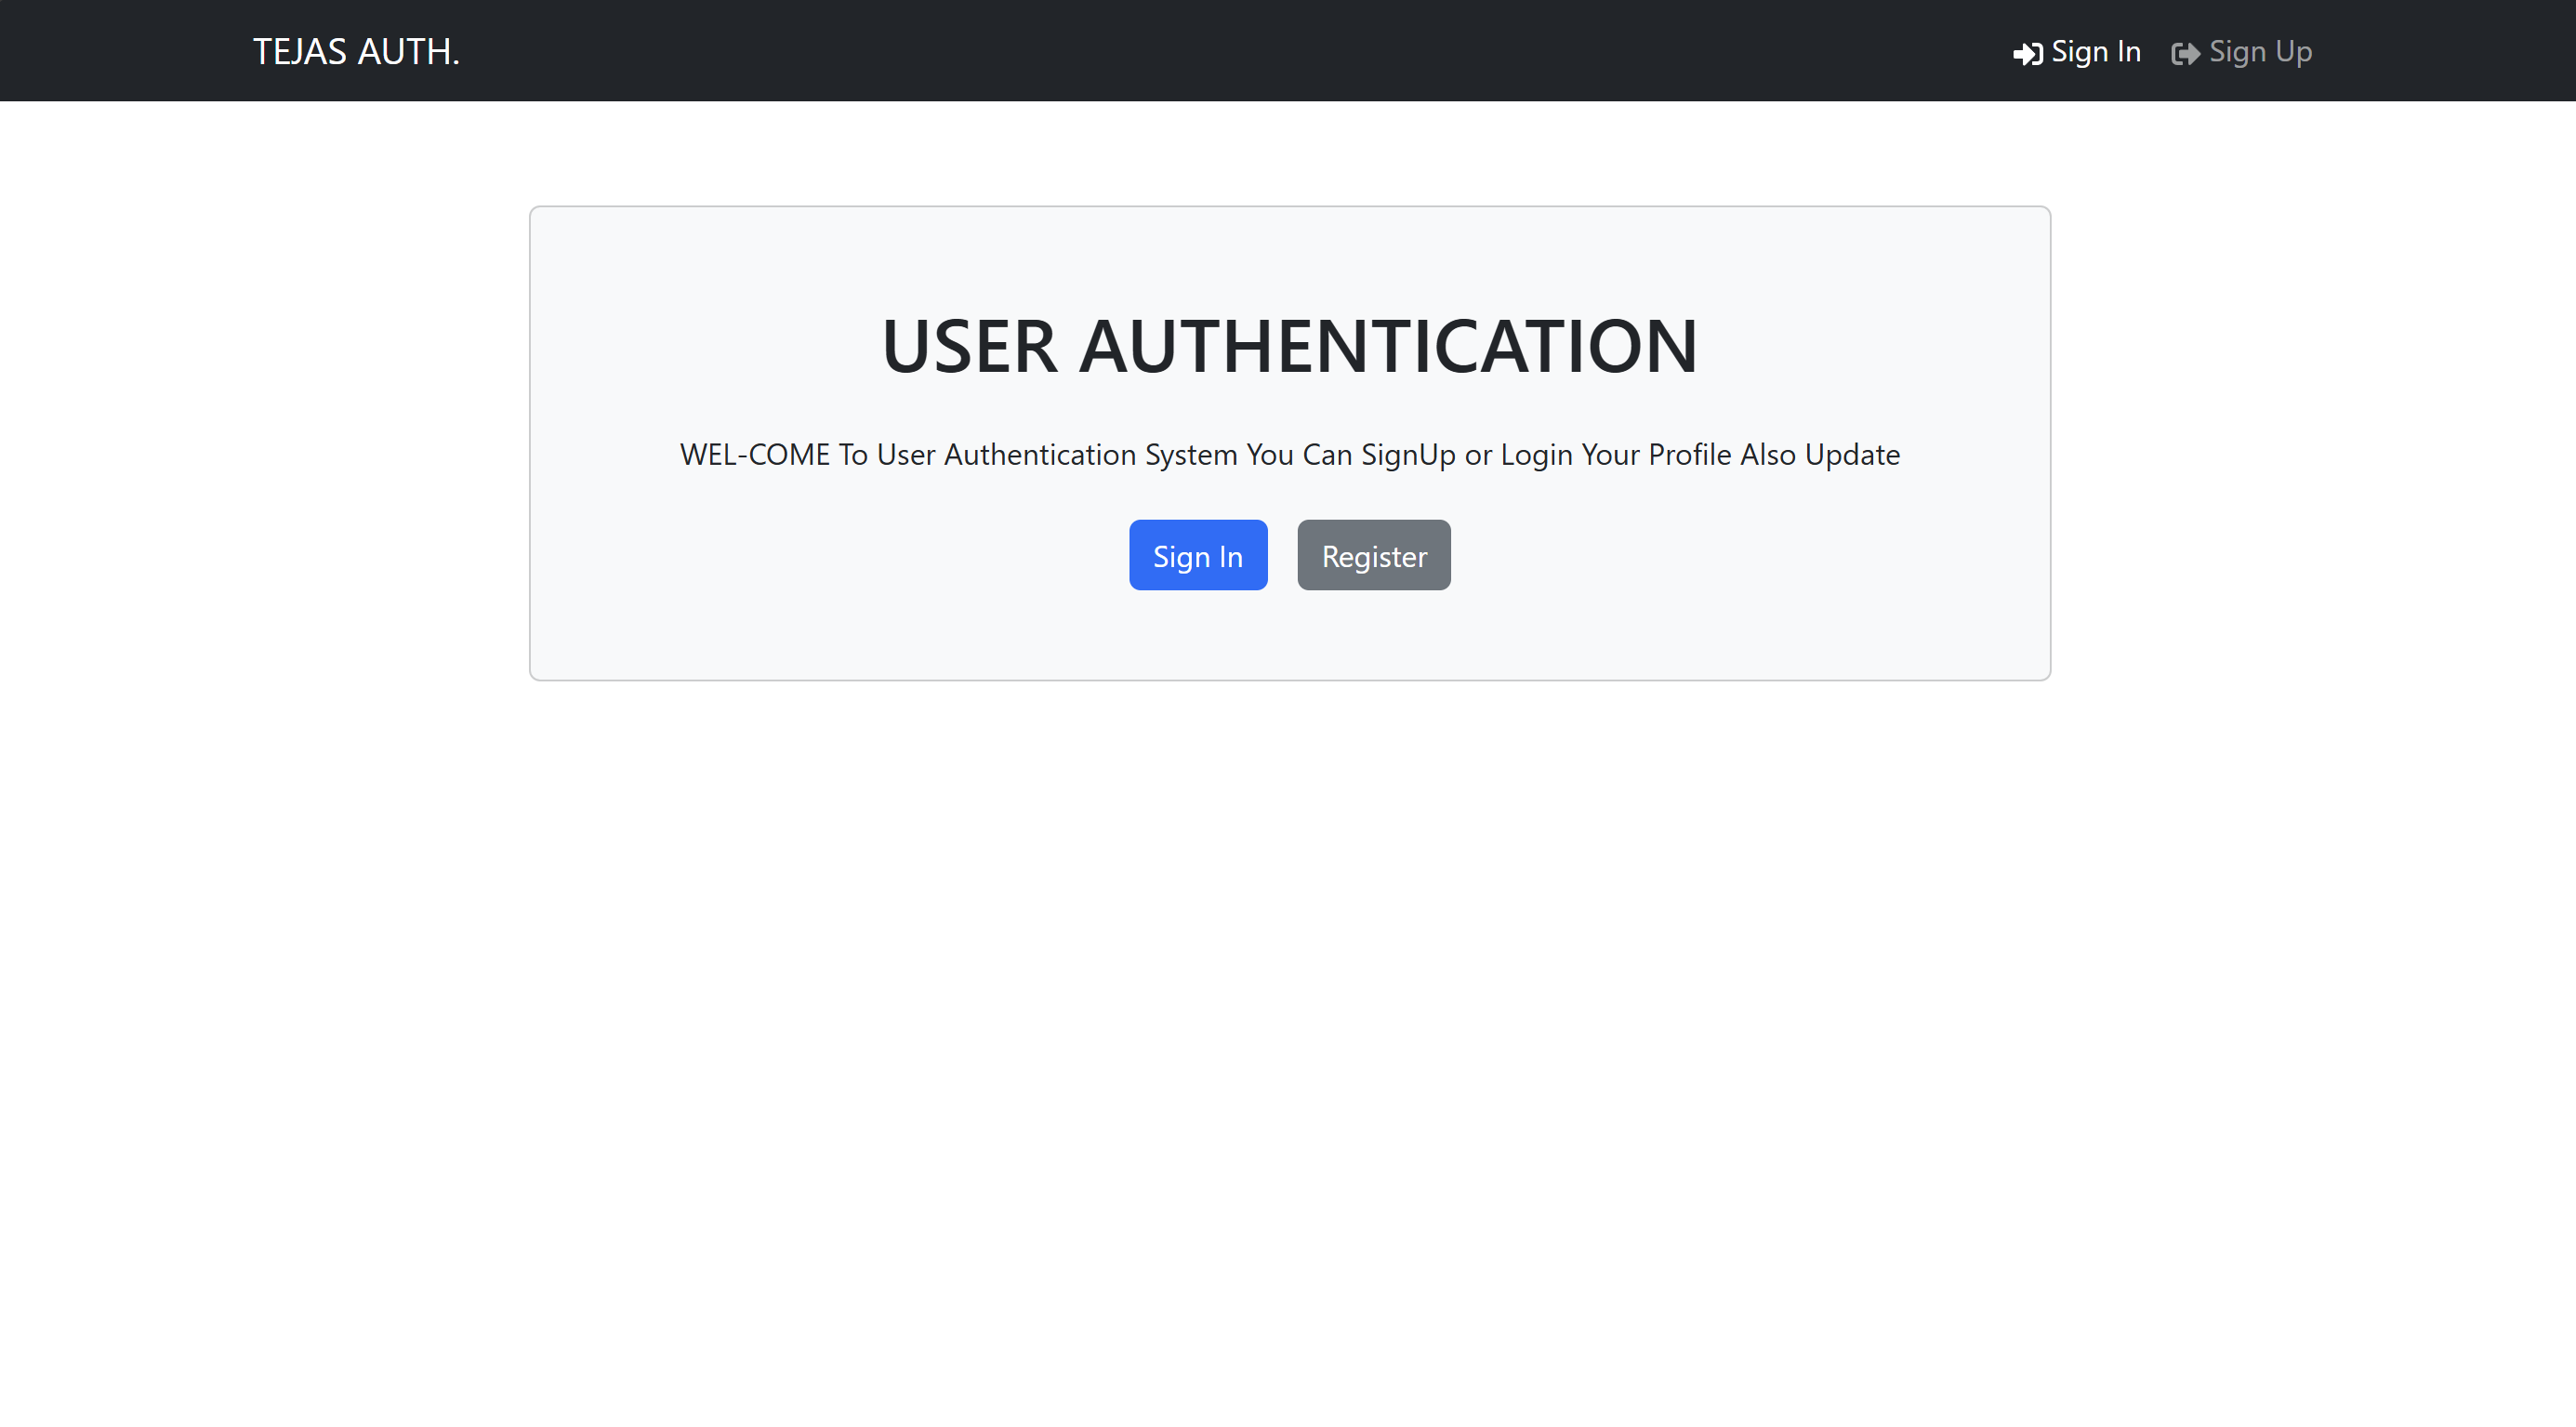 TEJAS AUTH.
Sign In
Sign Up
USER AUTHENTICATION
WEL-COME To User Authentication System You Can SignUp or Login Your Profile Also Update
Sign In
Register